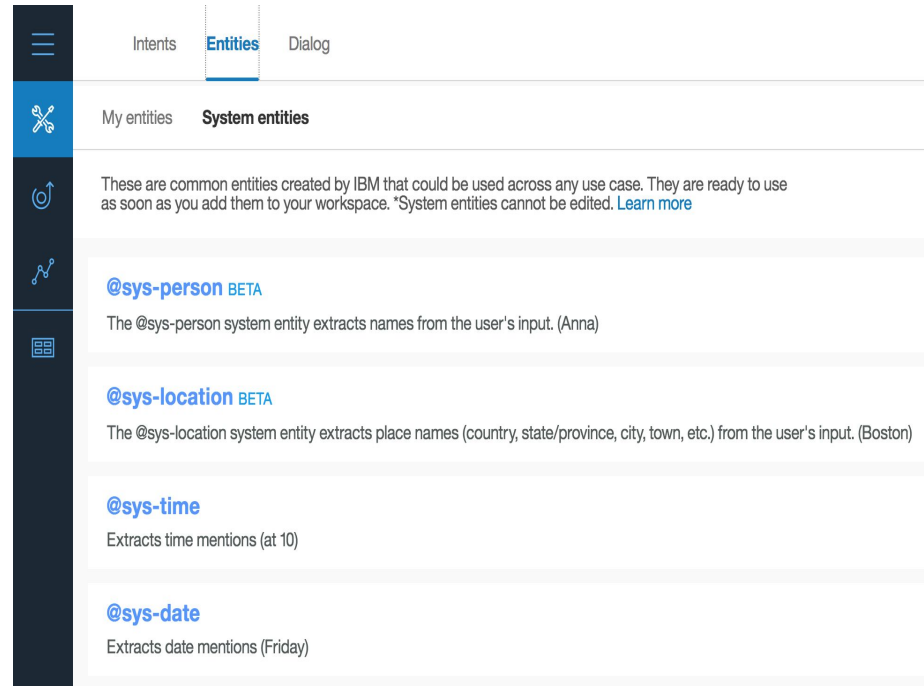 Intents Entities Dialog
My entities System entities
These are common entities created by IBM that could be used across any use case. They are ready to use
as soon as you add them to your workspace. *System entities cannot be edited. Learn more
@sys-person BETA
The @sys-person system entity extracts names from the user's input. (Anna)
@sys-location BETA
The @sys-location system entity extracts place names (country, state/province, city, town, etc.) from the user's input. (Boston)
@sys-time
Extracts time mentions (at 10)
@sys-date
Extracts date mentions (Friday)